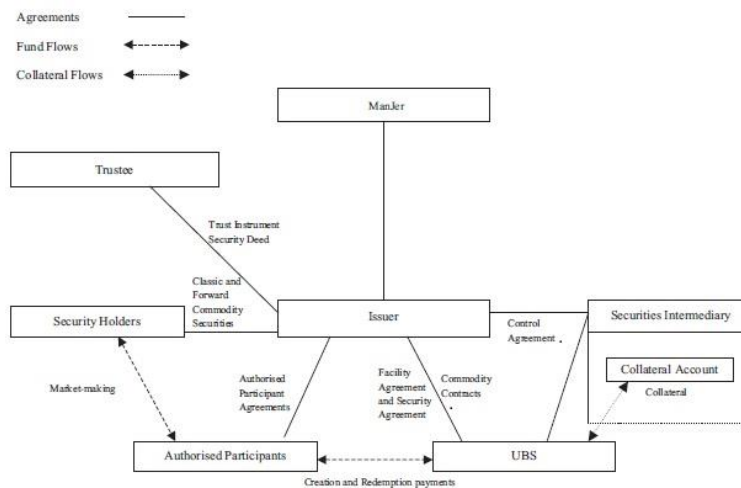 Agreements
Fund Flows
Collateral Flows
ManJer
Trustee
Trust Instrument
Security Deed
Classic and
Forward
Commodity
Securities
Security Holders
Issuer
Securities Intermediary
Control
Agreement .
Collateral Account
Collateral
Market-making
Authorised
Participant
Agreements
Facility
Agreement
and Security
Agreement
Commodity
Contracts
.
Authorised Participants
UBS
Creation and Redemption payments